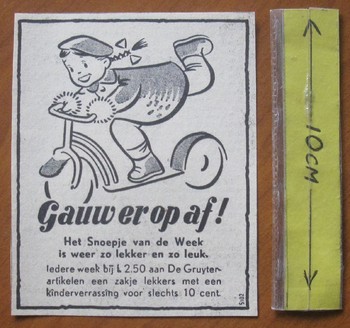 Gauw er op af!
Het Snoepje van de Week
is weer zo lekker en zo leuk.
Iedere week bij f. 2.50 aan De Gruyter-
artikelen een zakje lekkers met een
kinderverrassing voor slechts 10 cent.
10CM